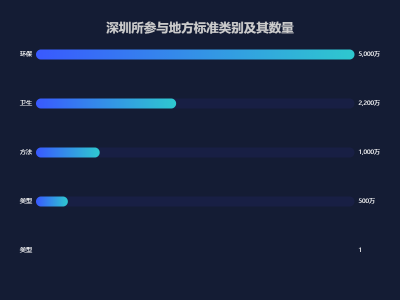 深圳所参与地方标准类别及其数量
环保 5,000万
卫生 2,200万
方法 1,000万
类型 500万
类型 1